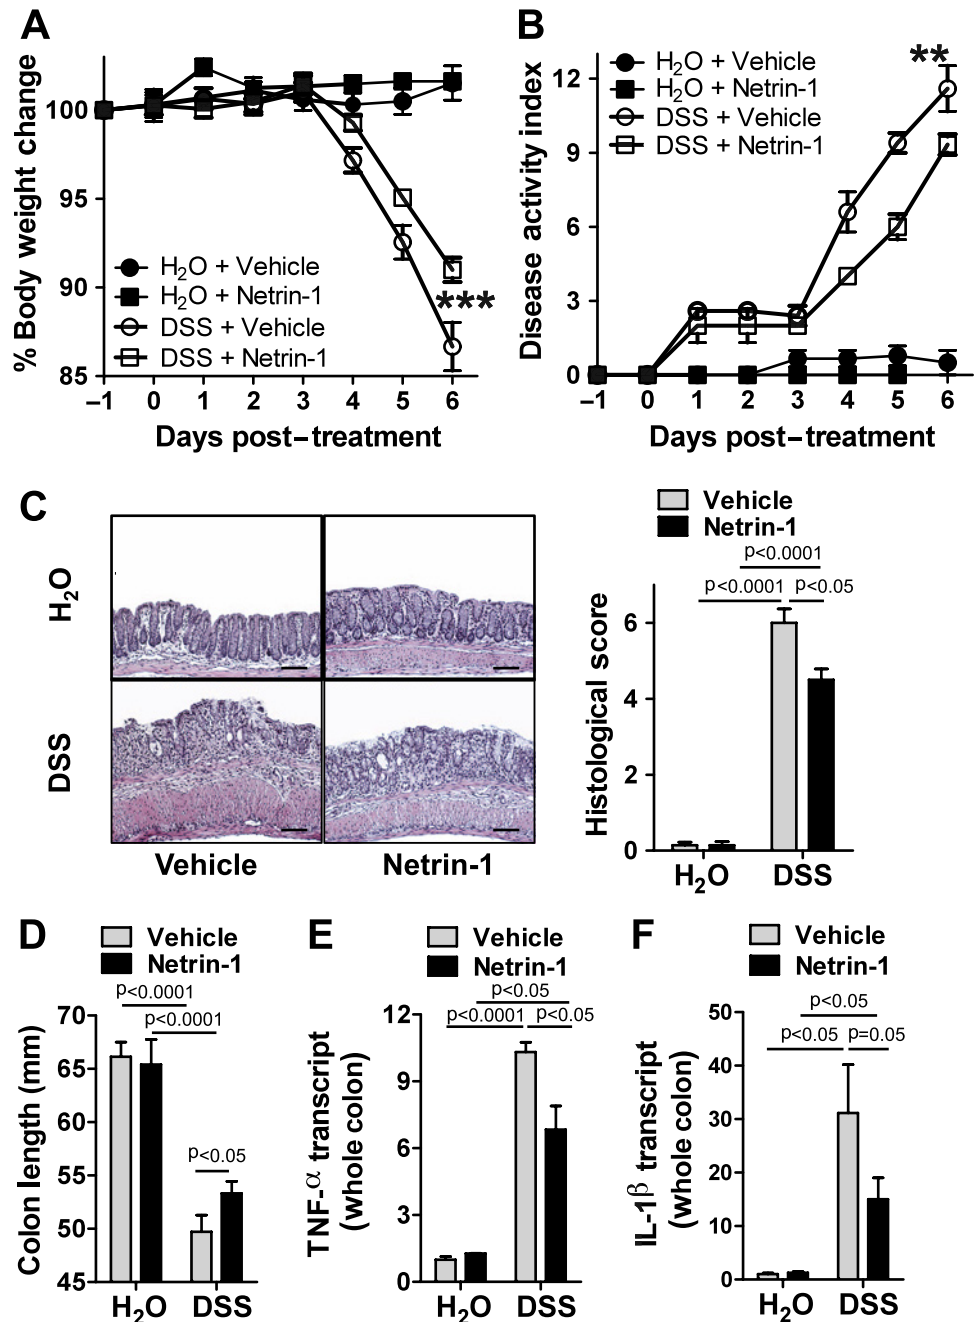 A
% Body weight change
100
95
90
85
H2O + Vehicle
H2O + Netrin-1
DSS + Vehicle
DSS + Netrin-1
***
–1 0 1 2 3 4 5 6
Days post–treatment
B
Disease activity index
12
9
6
3
0
H2O + Vehicle
H2O + Netrin-1
DSS + Vehicle
DSS + Netrin-1
**
–1 0 1 2 3 4 5 6
Days post–treatment
C
H2O
DSS
Vehicle Netrin-1
Vehicle
Netrin-1
p<0.0001
p<0.0001 p<0.05
Histological score
6
4
2
0
H2O DSS
D
Vehicle
Netrin-1
p<0.0001
p<0.0001
p<0.05
Colon length (mm)
70
65
60
55
50
45
H2O DSS
E
Vehicle
Netrin-1
p<0.05
p<0.0001 p<0.05
TNF-α transcript
(whole colon)
12
9
6
3
0
H2O DSS
F
Vehicle
Netrin-1
p<0.05
p<0.05 p=0.05
IL-1β transcript
(whole colon)
50
40
30
20
10
0
H2O DSS